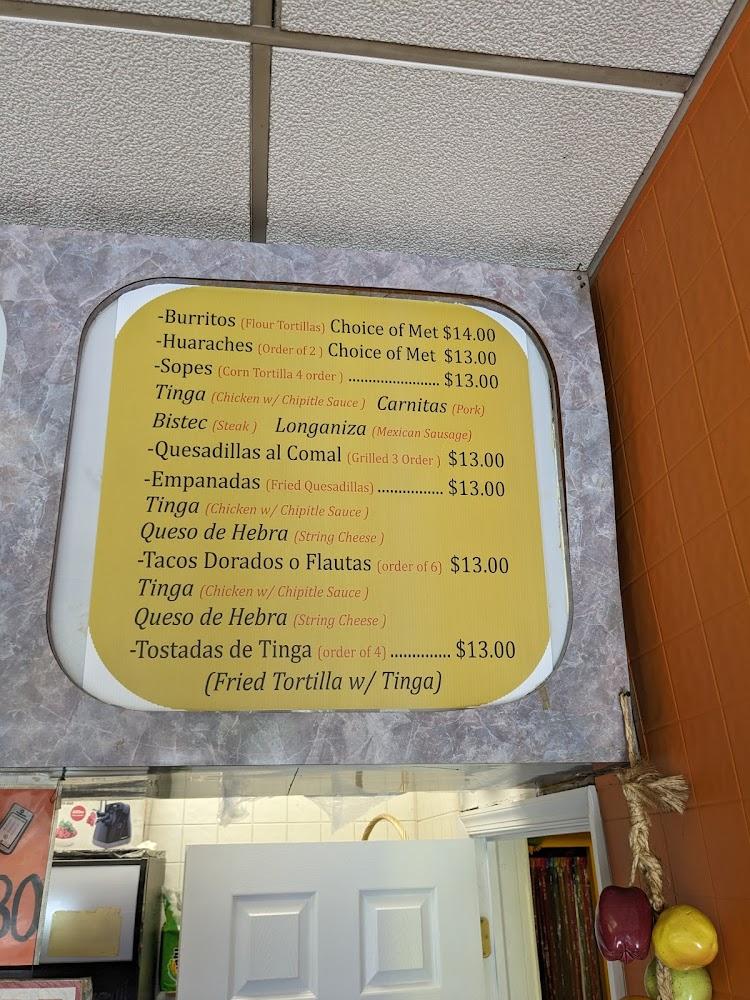 -Burritos (Flour Tortillas) Choice of Met $14.00
-Huaraches (Order of 2 ) Choice of Met $13.00
-Sopes (Corn Tortilla 4 order ) ....................... $13.00
Tinga (Chicken w/ Chipitle Sauce ) Carnitas (Pork)
Bistec (Steak ) Longaniza (Mexican Sausage)
-Quesadillas al Comal (Grilled 3 Order ) $13.00
-Empanadas (Fried Quesadillas) ................ $13.00
Tinga (Chicken w/ Chipitle Sauce )
Queso de Hebra (String Cheese )
-Tacos Dorados o Flautas (order of 6) $13.00
Tinga (Chicken w/ Chipitle Sauce )
Queso de Hebra (String Cheese )
-Tostadas de Tinga (order of 4) .............. $13.00
(Fried Tortilla w/ Tinga)
30